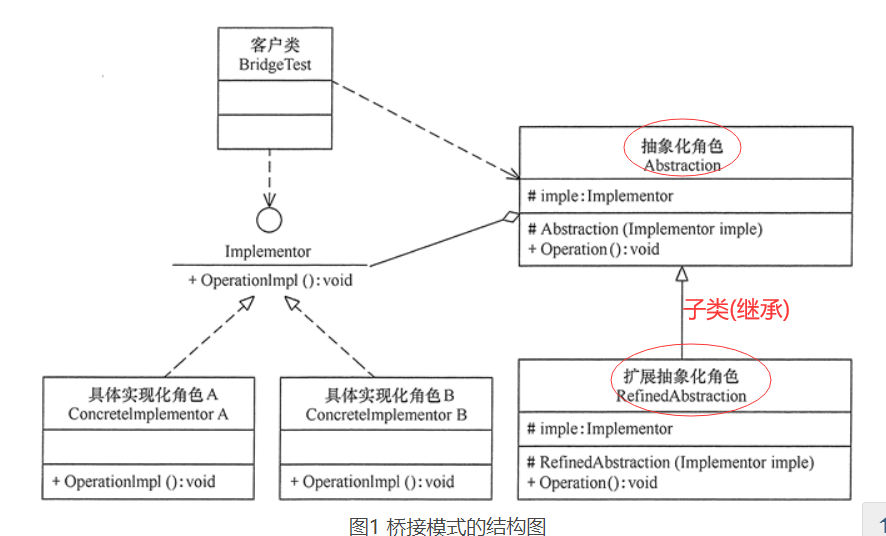 客户类
BridgeTest
抽象化角色
Abstraction
# imple:Implementor
# Abstraction (Implementor imple)
+ Operation():void
Implementor
+ OperationImpl():void
子类(继承)
具体实现化角色A
ConcreteImplementor A
+ OperationImpl():void
具体实现化角色B
ConcreteImplementor B
+ OperationImpl():void
扩展抽象化角色
RefinedAbstraction
# imple:Implementor
# RefinedAbstraction (Implementor imple)
+ Operation():void
图1 桥接模式的结构图
1